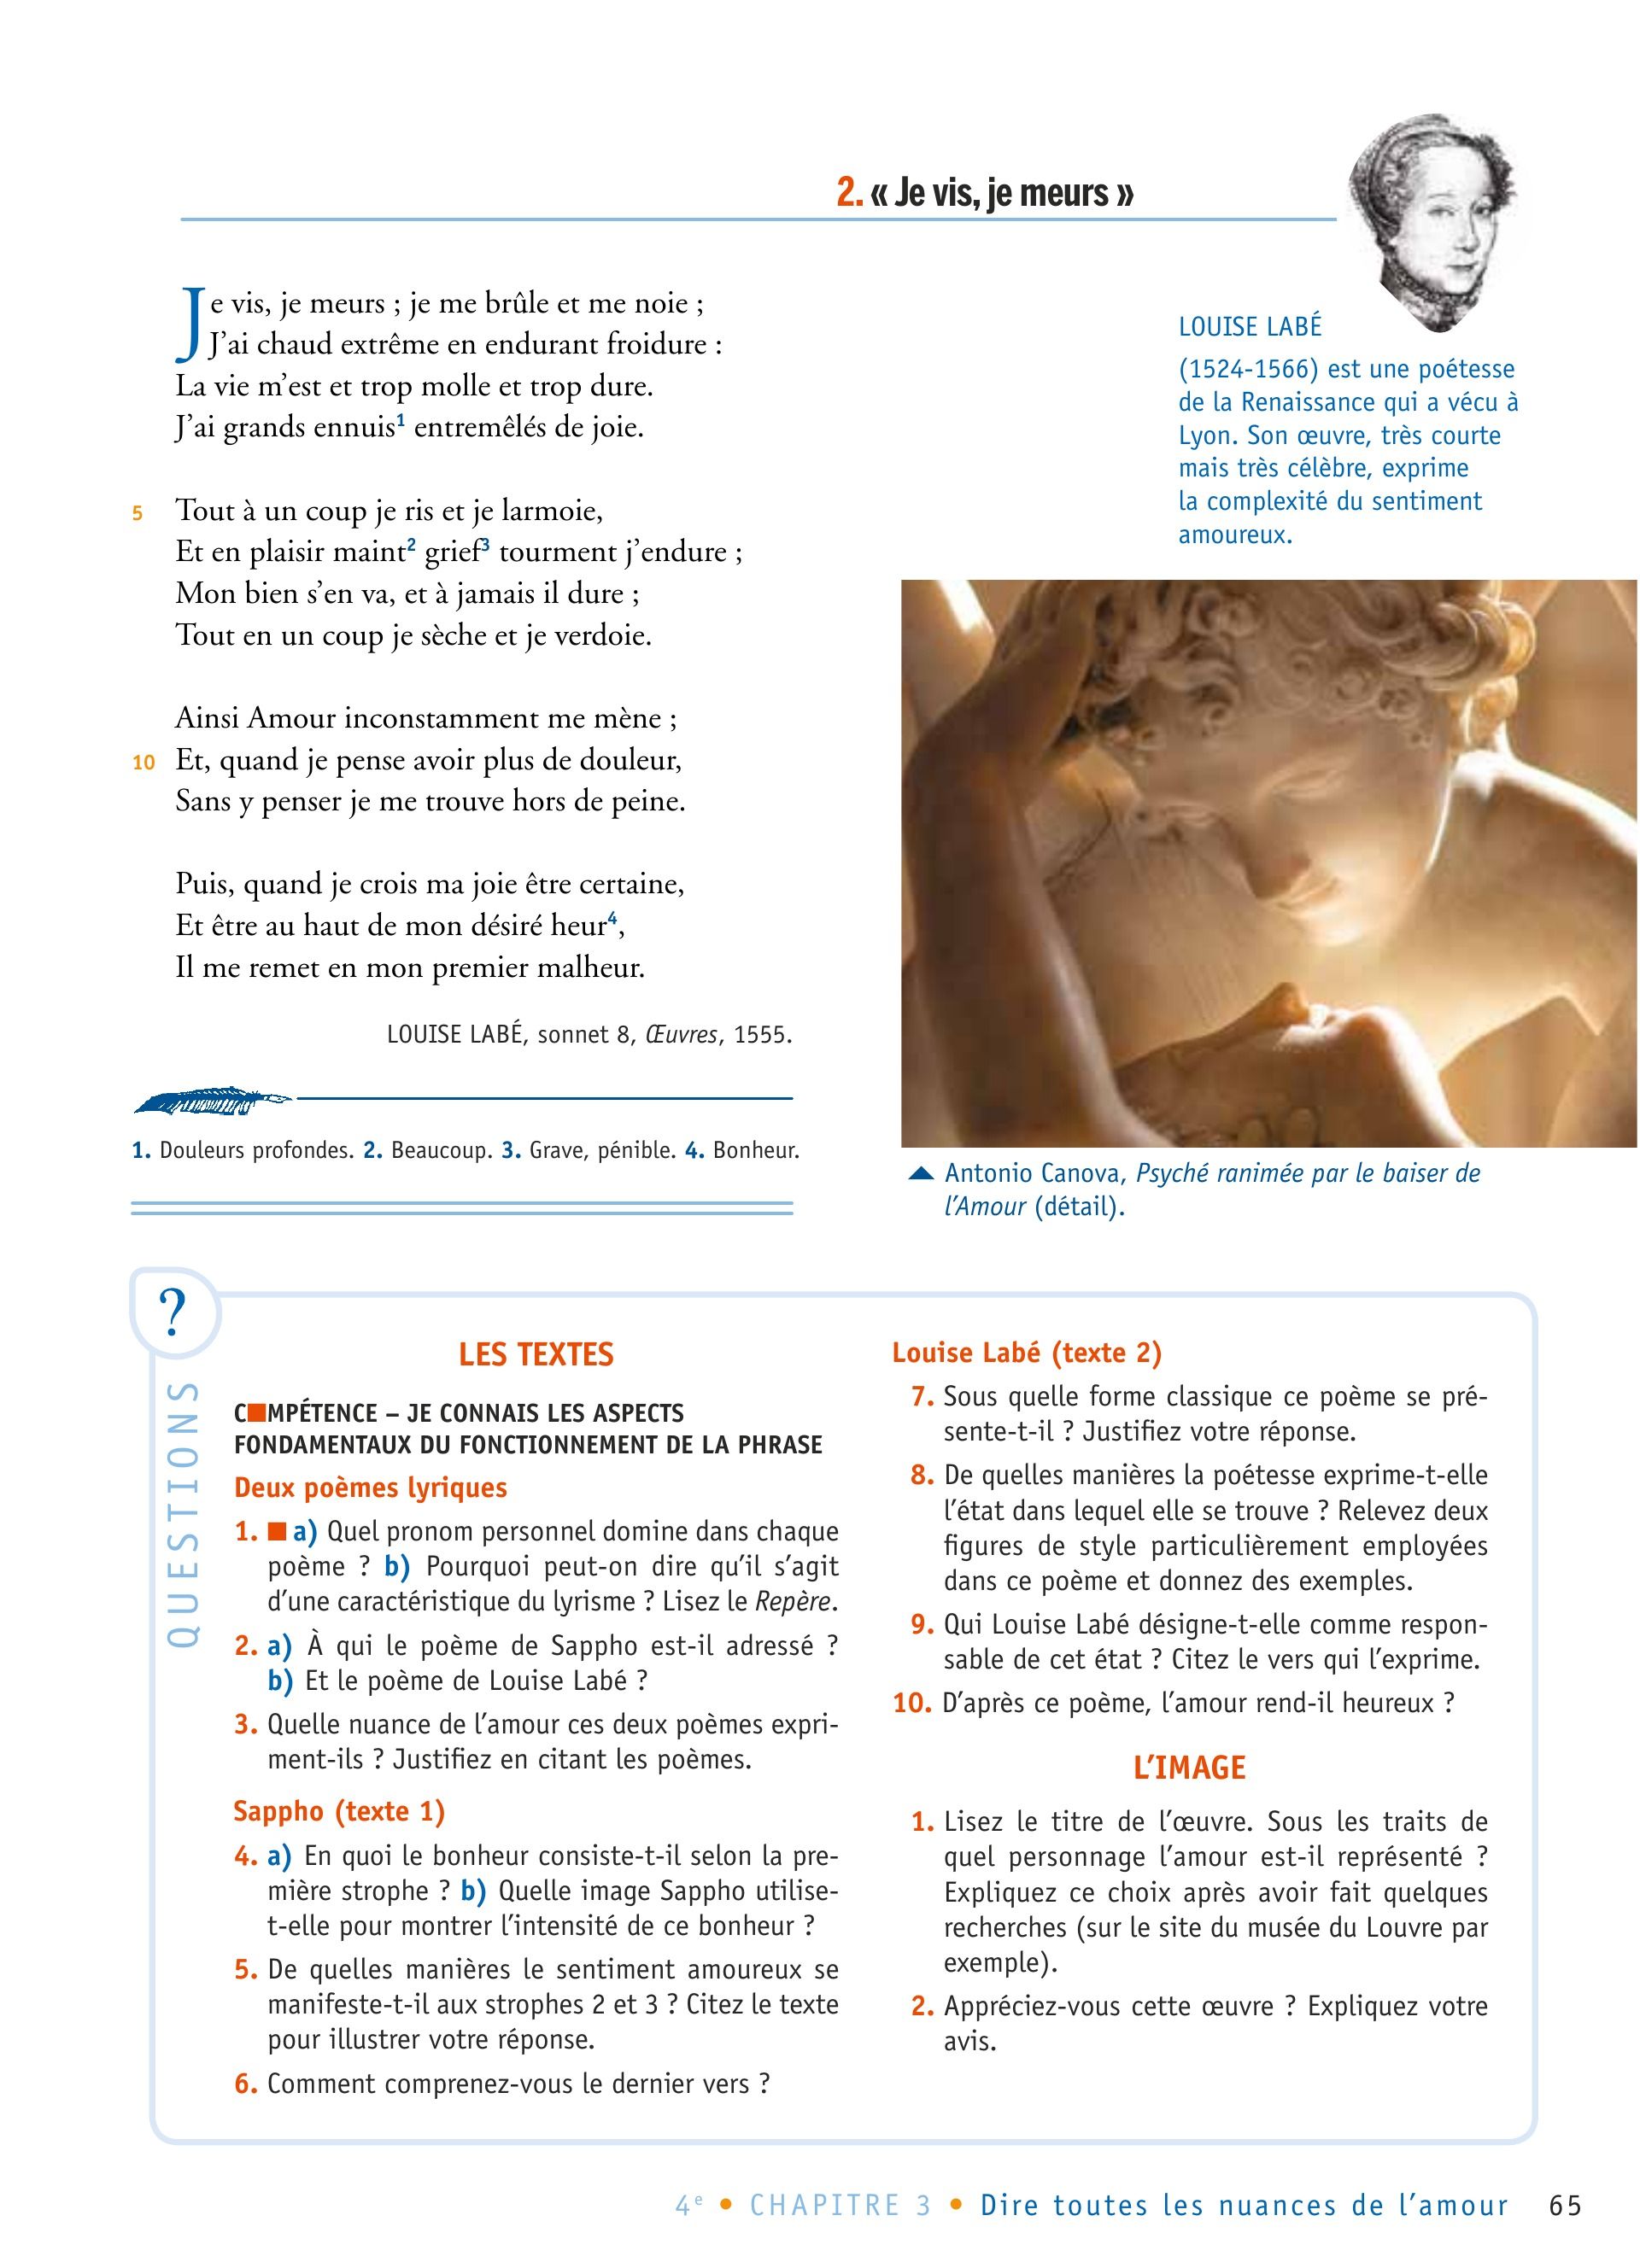 2. « Je vis, je meurs »
Je vis, je meurs ; je me brûle et me noie ;
J’ai chaud extrême en endurant froidure :
La vie m’est et trop molle et trop dure.
J’ai grands ennuis1 entremêlés de joie.
5 Tout à un coup je ris et je larmoie,
Et en plaisir maint2 grief3 tourment j’endure ;
Mon bien s’en va, et à jamais il dure ;
Tout en un coup je sèche et je verdoie.
Ainsi Amour inconstamment me mène ;
10 Et, quand je pense avoir plus de douleur,
Sans y penser je me trouve hors de peine.
Puis, quand je crois ma joie être certaine,
Et être au haut de mon désiré heur4,
Il me remet en mon premier malheur.
LOUISE LABÉ, sonnet 8, Œuvres, 1555.
1. Douleurs profondes. 2. Beaucoup. 3. Grave, pénible. 4. Bonheur.
LOUISE LABÉ
(1524-1566) est une poétesse
de la Renaissance qui a vécu à
Lyon. Son œuvre, très courte
mais très célèbre, exprime
la complexité du sentiment
amoureux.
Antonio Canova, Psyché ranimée par le baiser de
l’Amour (détail).
?
QUESTIONS
LES TEXTES
C■MPÉTENCE – JE CONNAIS LES ASPECTS
FONDAMENTAUX DU FONCTIONNEMENT DE LA PHRASE
Deux poèmes lyriques
1. ■ a) Quel pronom personnel domine dans chaque
poème ? b) Pourquoi peut-on dire qu’il s’agit
d’une caractéristique du lyrisme ? Lisez le Repère.
2. a) À qui le poème de Sappho est-il adressé ?
b) Et le poème de Louise Labé ?
3. Quelle nuance de l’amour ces deux poèmes expri-
ment-ils ? Justifiez en citant les poèmes.
Sappho (texte 1)
4. a) En quoi le bonheur consiste-t-il selon la pre-
mière strophe ? b) Quelle image Sappho utilise-
t-elle pour montrer l’intensité de ce bonheur ?
5. De quelles manières le sentiment amoureux se
manifeste-t-il aux strophes 2 et 3 ? Citez le texte
pour illustrer votre réponse.
6. Comment comprenez-vous le dernier vers ?
Louise Labé (texte 2)
7. Sous quelle forme classique ce poème se pré-
sente-t-il ? Justifiez votre réponse.
8. De quelles manières la poétesse exprime-t-elle
l’état dans lequel elle se trouve ? Relevez deux
figures de style particulièrement employées
dans ce poème et donnez des exemples.
9. Qui Louise Labé désigne-t-elle comme respon-
sable de cet état ? Citez le vers qui l’exprime.
10. D’après ce poème, l’amour rend-il heureux ?
L’IMAGE
1. Lisez le titre de l’œuvre. Sous les traits de
quel personnage l’amour est-il représenté ?
Expliquez ce choix après avoir fait quelques
recherches (sur le site du musée du Louvre par
exemple).
2. Appréciez-vous cette œuvre ? Expliquez votre
avis.
4e • CHAPITRE 3 • Dire toutes les nuances de l’amour 65